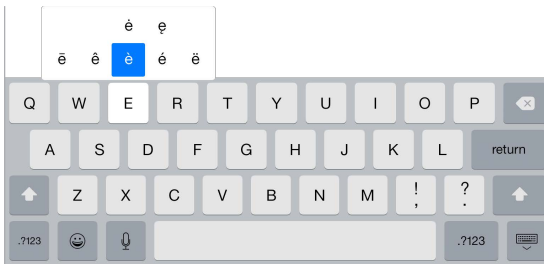 ė ę
ē ê è é ë
Q W E R T Y U I O P
A S D F G H J K L return
Z X C V B N M ! , ? .
.?123 .?123